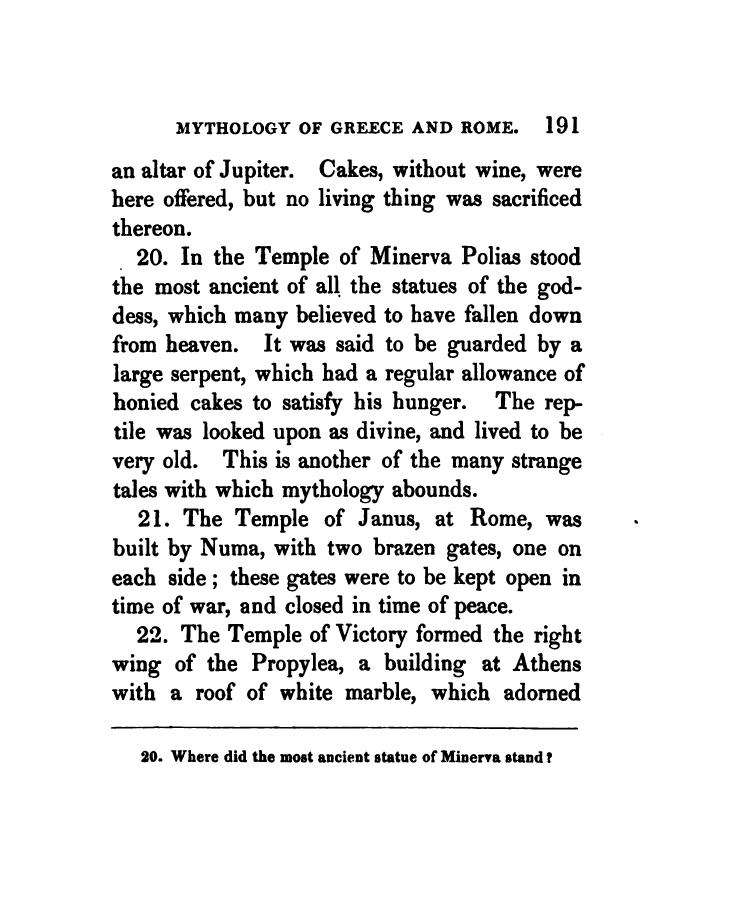 MYTHOLOGY OF GREECE AND ROME. 191
an altar of Jupiter. Cakes, without wine, were
here offered, but no living thing was sacrificed
thereon.
20. In the Temple of Minerva Polias stood
the most ancient of all the statues of the god-
dess, which many believed to have fallen down
from heaven. It was said to be guarded by a
large serpent, which had a regular allowance of
honied cakes to satisfy his hunger. The rep-
tile was looked upon as divine, and lived to be
very old. This is another of the many strange
tales with which mythology abounds.
21. The Temple of Janus, at Rome, was
built by Numa, with two brazen gates, one on
each side; these gates were to be kept open in
time of war, and closed in time of peace.
22. The Temple of Victory formed the right
wing of the Propylea, a building at Athens
with a roof of white marble, which adorned
20. Where did the most ancient statue of Minerva stand?